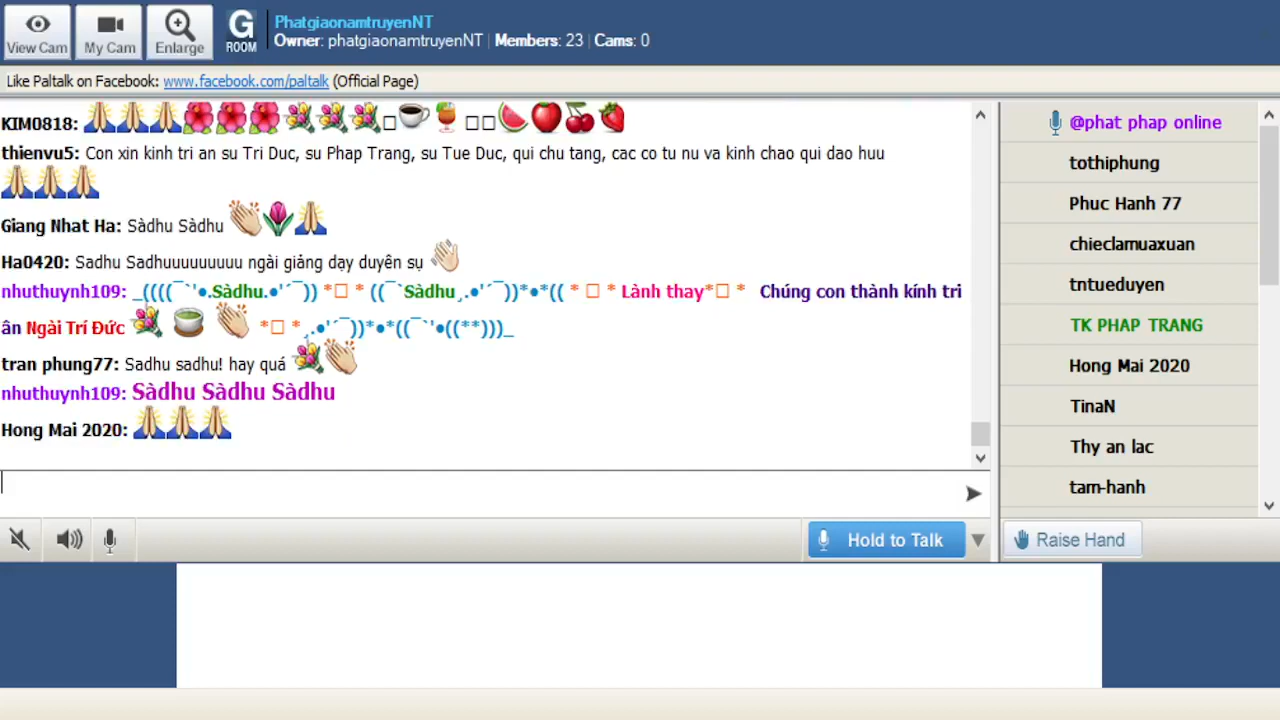 View Cam
My Cam
Enlarge
G
ROOM
PhatgiaonamtruyenNT
Owner: phatgiaonamtruyenNT | Members: 23 | Cams: 0
Like Paltalk on Facebook: www.facebook.com/paltalk (Official Page)
KIM0818: 🙏🙏🙏🌺🌺🌺💐💐💐□☕🍹□□🍉🍎🍒🍓
thienvu5: Con xin kinh tri an su Tri Duc, su Phap Trang, su Tue Duc, qui chu tang, cac co tu nu va kinh chao qui dao huu
🙏🙏🙏
Giang Nhat Ha: Sàdhu Sàdhu 👏🌷🙏
Ha0420: Sadhu Sadhuuuuuuuuu ngài giảng dạy duyên sụ 👋
nhuthuynh109: _((((¯`'●.Sàdhu.●'´¯)) *□ * ((¯`Sàdhu¸.●'´¯))*●*(( * □ * Lành thay*□ * Chúng con thành kính tri
ân Ngài Trí Đức 💐 🍵 👏 *□ *¸.●'´¯))*●*((¯`'●((**)))_
tran phung77: Sadhu sadhu! hay quá 💐👏
nhuthuynh109: Sàdhu Sàdhu Sàdhu
Hong Mai 2020: 🙏🙏🙏
Hold to Talk
@phat phap online
tothiphung
Phuc Hanh 77
chieclamuaxuan
tntueduyen
TK PHAP TRANG
Hong Mai 2020
TinaN
Thy an lac
tam-hanh
Raise Hand